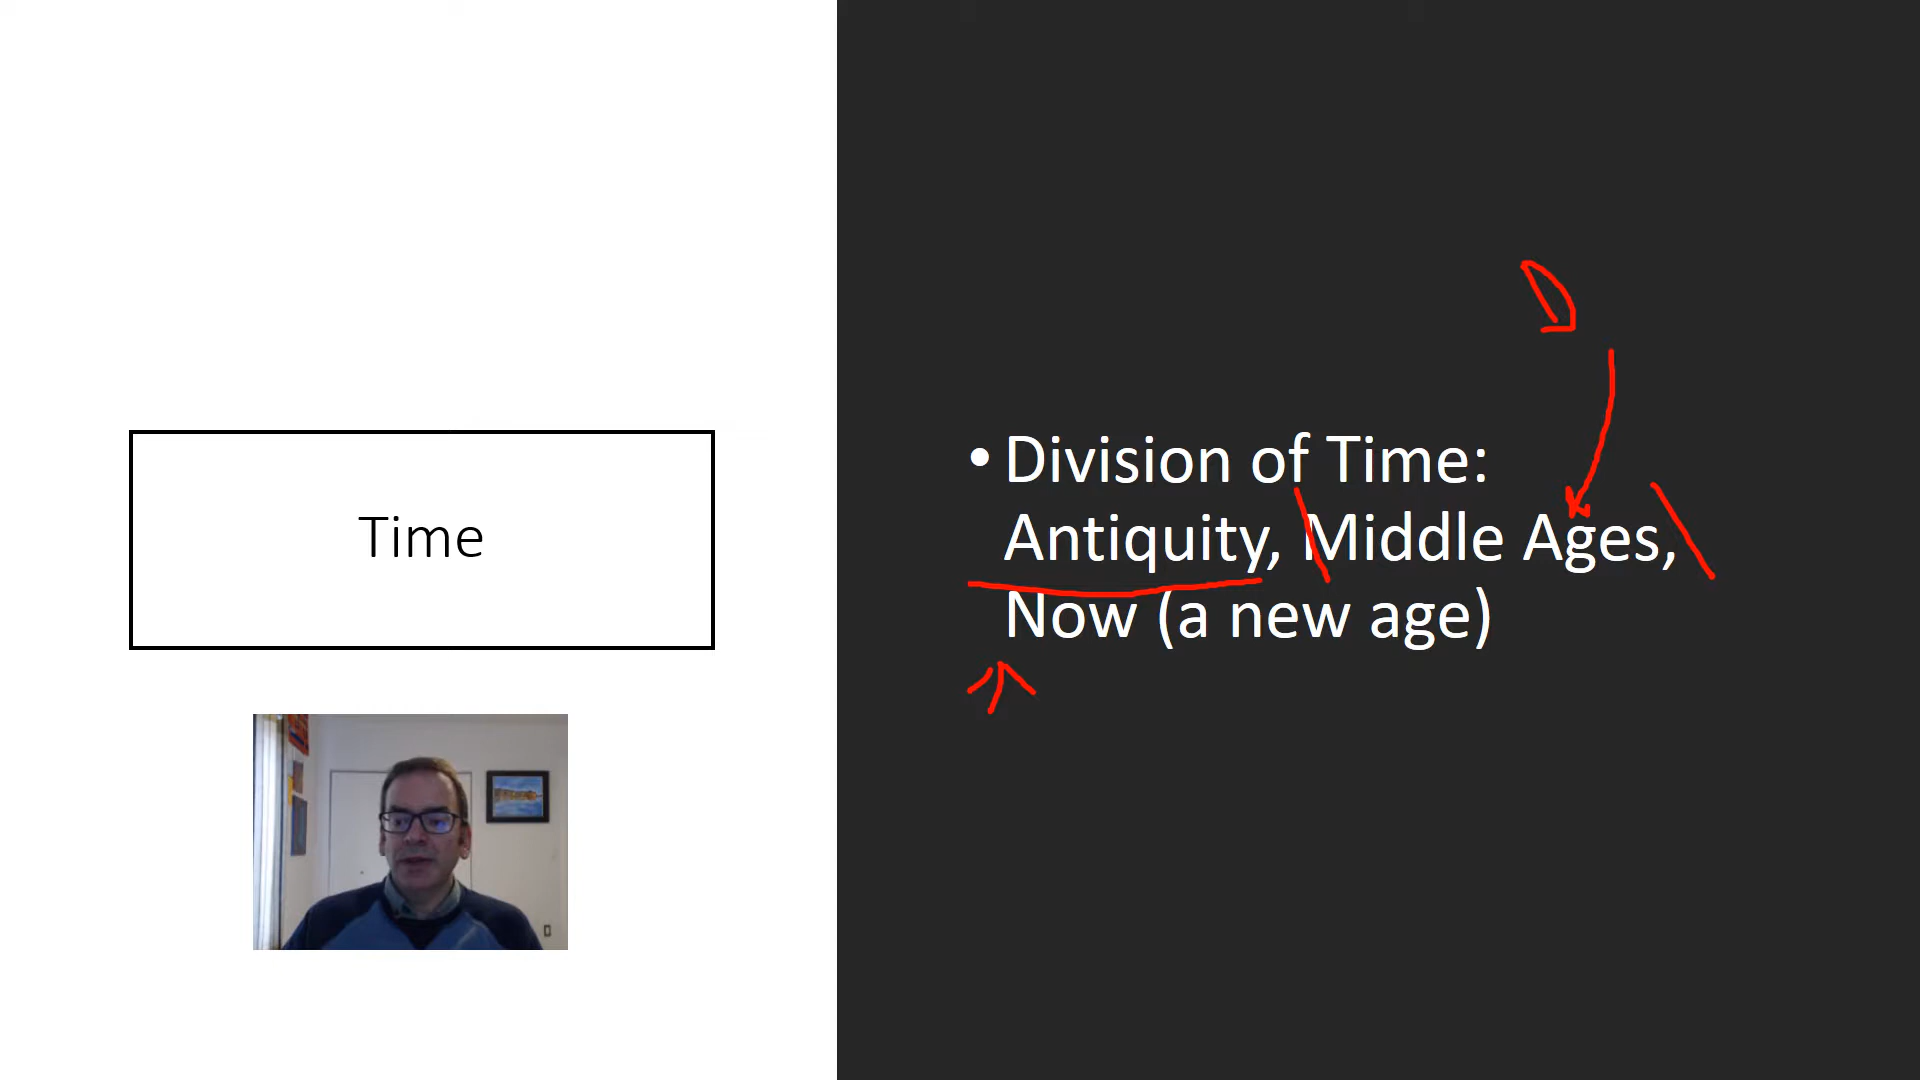 Time
• Division of Time:
Antiquity, Middle Ages,
Now (a new age)